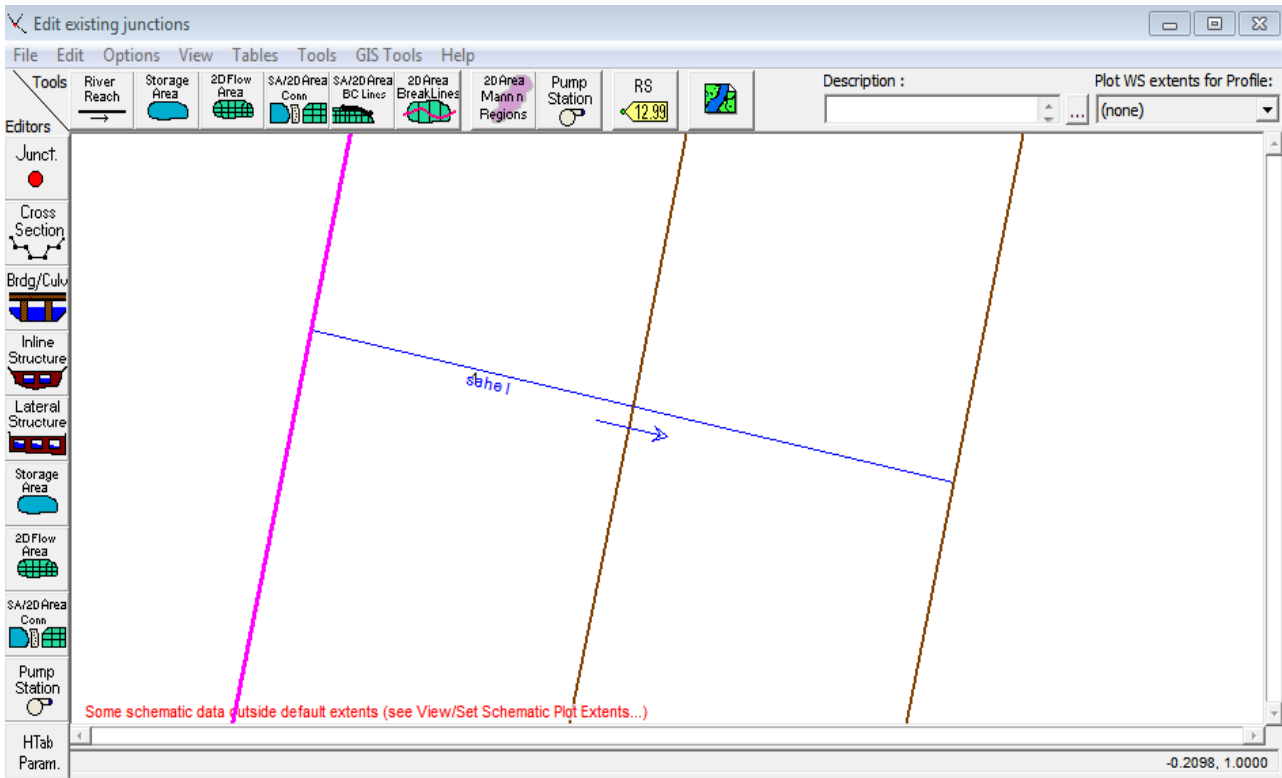 Edit existing junctions
File Edit Options View Tables Tools GIS Tools Help
Tools
Editors
River
Reach
Storage
Area
2D Flow
Area
SA/2D Area
Conn
SA/2D Area
BC Lines
2D Area
BreakLines
2D Area
Mann n
Regions
Pump
Station
RS
12.99
Description :
...
Plot WS extents for Profile:
(none)
Junct.
Cross
Section
Brdg/Culv
Inline
Structure
Lateral
Structure
Storage
Area
2D Flow
Area
SA/2D Area
Conn
Pump
Station
HTab
Param.
sahel
Some schematic data outside default extents (see View/Set Schematic Plot Extents...)
-0.2098, 1.0000